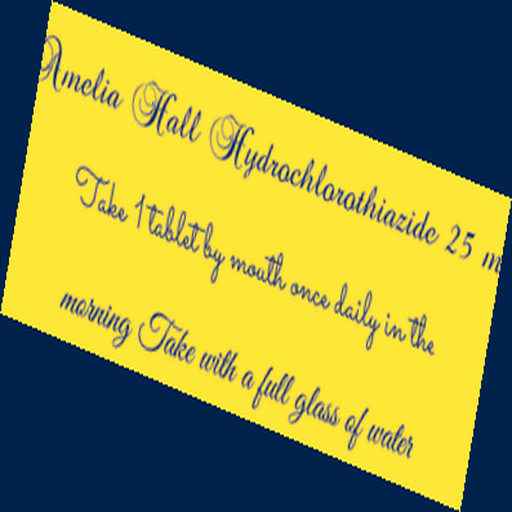 Amelia Hall Hydrochlorothiazide 25 m
Take 1 tablet by mouth once daily in the
morning Take with a full glass of water